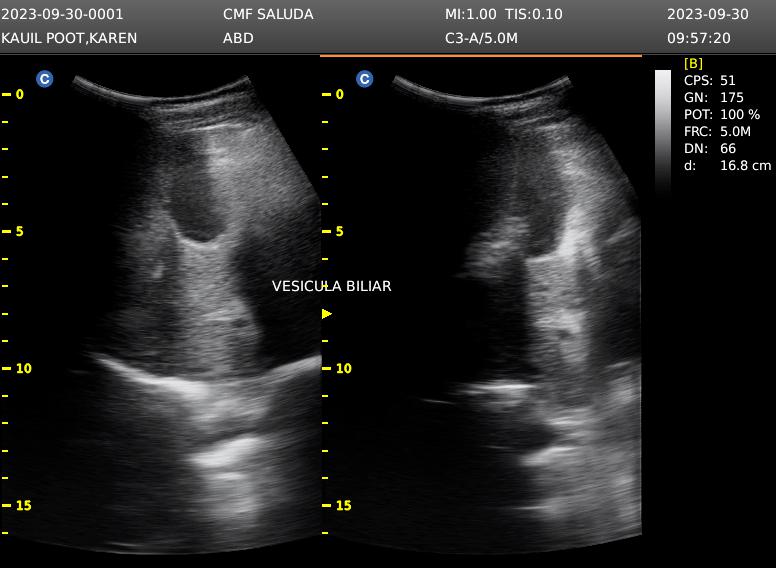 2023-09-30-0001 CMF SALUDA MI:1.00 TIS:0.10 2023-09-30
KAUIL POOT,KAREN ABD C3-A/5.0M 09:57:20
C C
[B]
CPS: 51
GN: 175
POT: 100 %
FRC: 5.0M
DN: 66
d: 16.8 cm
0 0
5 5
VESICULA BILIAR
10 10
15 15